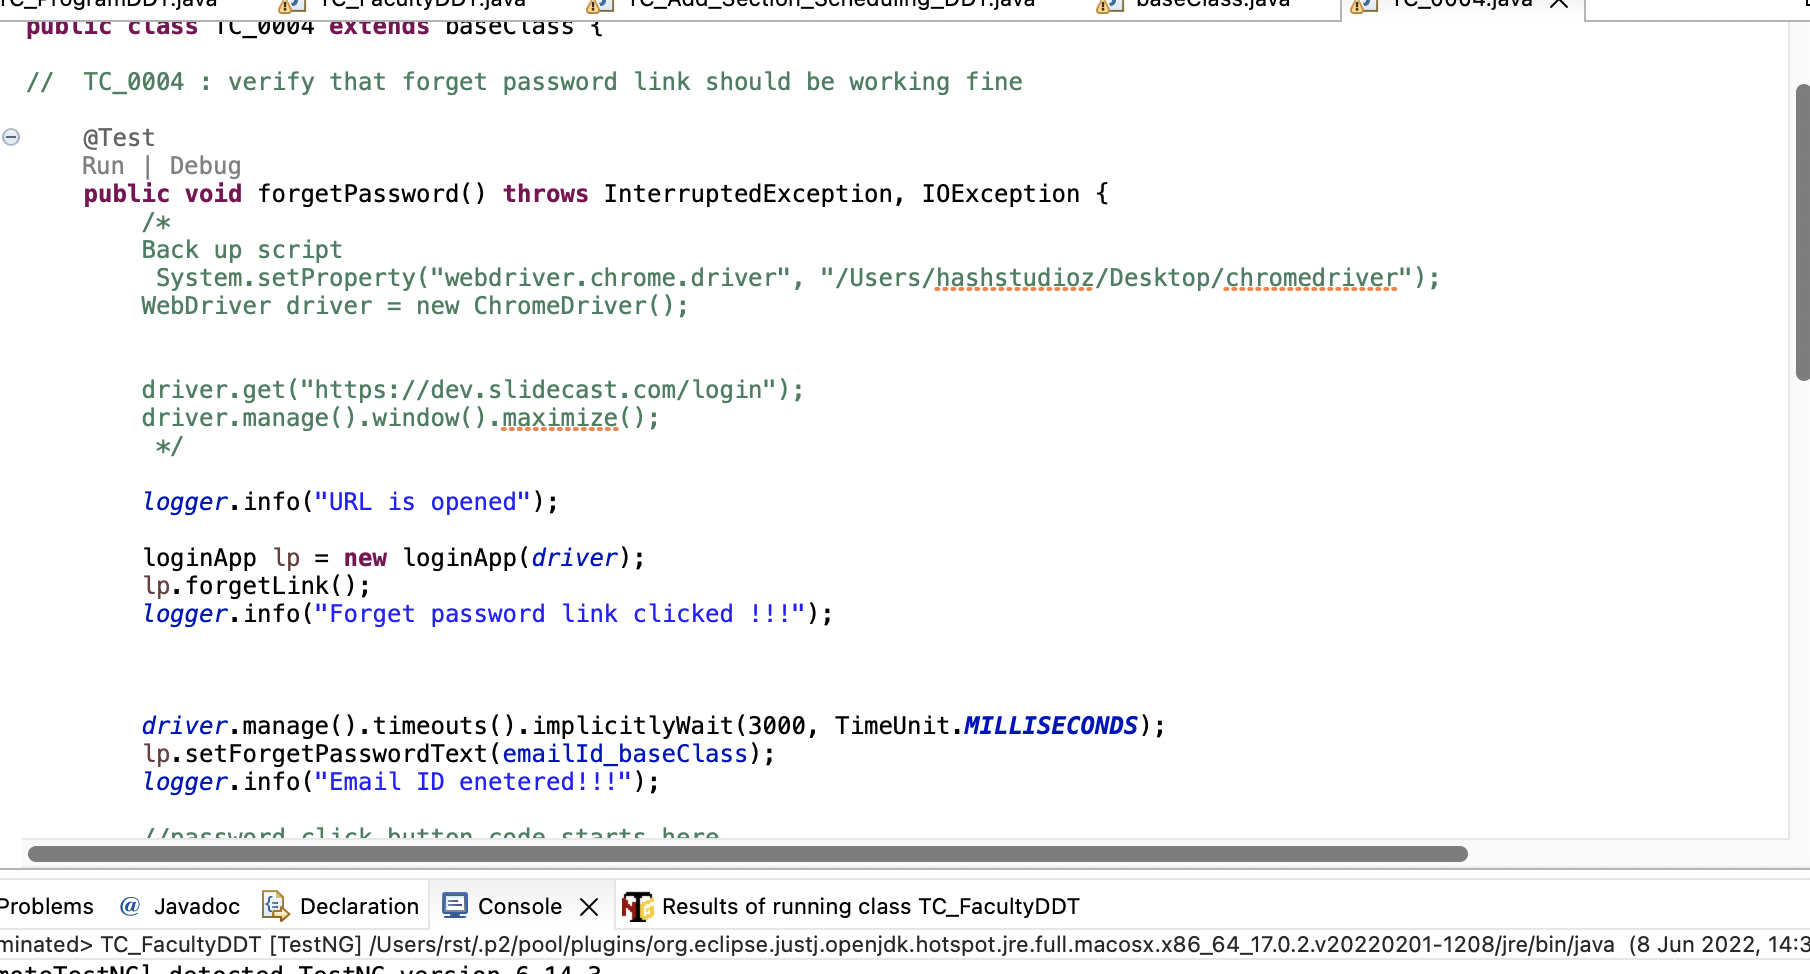 TC_ProgramDDT.java TC_FacultyDDT.java TC_Add_Section_Scheduling_DDT.java baseClass.java TC_0004.java
public class TC_0004 extends baseClass {
// TC_0004 : verify that forget password link should be working fine
@Test
Run | Debug
public void forgetPassword() throws InterruptedException, IOException {
/*
Back up script
System.setProperty("webdriver.chrome.driver", "/Users/hashstudioz/Desktop/chromedriver");
WebDriver driver = new ChromeDriver();
driver.get("https://dev.slidecast.com/login");
driver.manage().window().maximize();
*/
logger.info("URL is opened");
loginApp lp = new loginApp(driver);
lp.forgetLink();
logger.info("Forget password link clicked !!!");
driver.manage().timeouts().implicitlyWait(3000, TimeUnit.MILLISECONDS);
lp.setForgetPasswordText(emailId_baseClass);
logger.info("Email ID enetered!!!");
//password click button code starts here
Problems @ Javadoc Declaration Console Results of running class TC_FacultyDDT
minated> TC_FacultyDDT [TestNG] /Users/rst/.p2/pool/plugins/org.eclipse.justj.openjdk.hotspot.jre.full.macosx.x86_64_17.0.2.v20220201-1208/jre/bin/java (8 Jun 2022, 14:3
moteTestNG] detected TestNG version 6.14.3